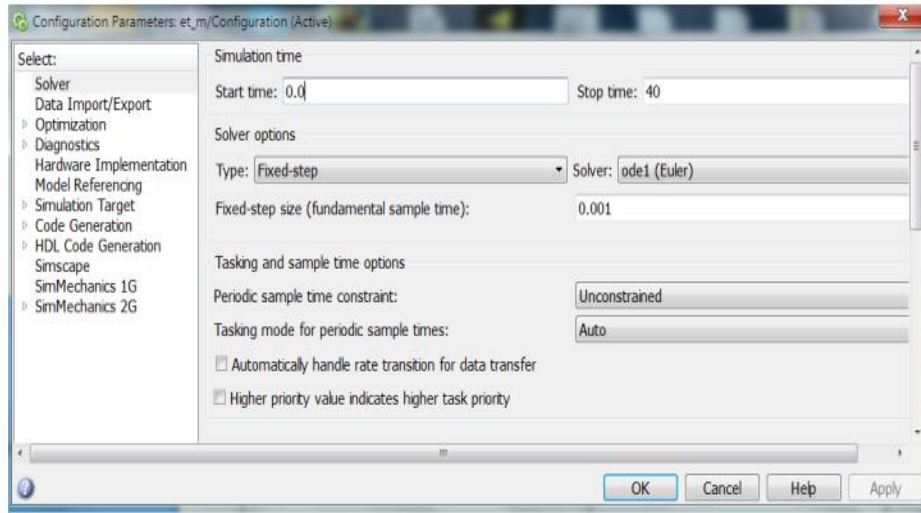 Configuration Parameters: et_m/Configuration (Active)
Select:
Solver
Data Import/Export
Optimization
Diagnostics
Hardware Implementation
Model Referencing
Simulation Target
Code Generation
HDL Code Generation
Simscape
SimMechanics 1G
SimMechanics 2G
Simulation time
Start time: 0.0 Stop time: 40
Solver options
Type: Fixed-step Solver: ode1 (Euler)
Fixed-step size (fundamental sample time): 0.001
Tasking and sample time options
Periodic sample time constraint: Unconstrained
Tasking mode for periodic sample times: Auto
Automatically handle rate transition for data transfer
Higher priority value indicates higher task priority
OK Cancel Help Apply